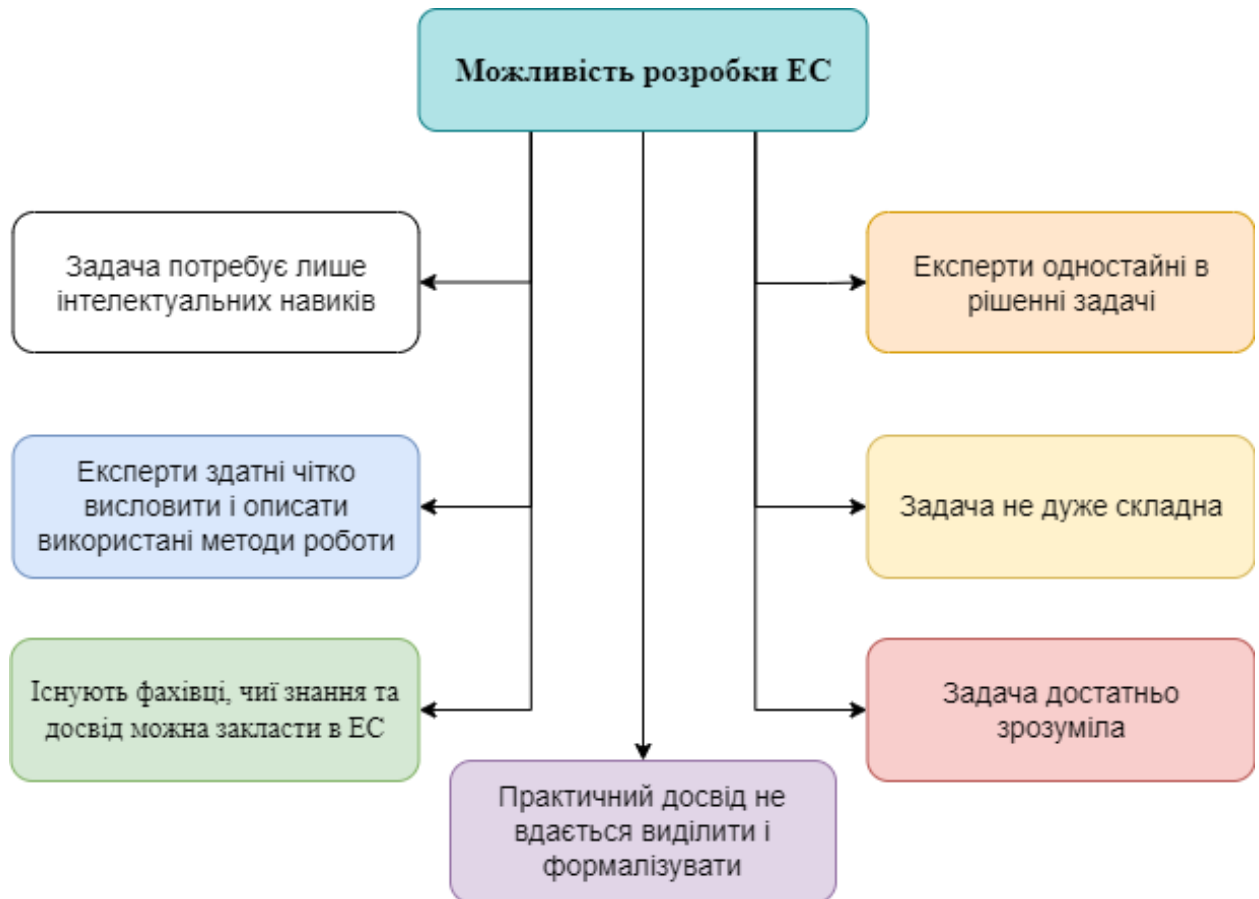 Можливість розробки ЕС
Задача потребує лише
інтелектуальних навиків
Експерти одностайні в
рішенні задачі
Експерти здатні чітко
висловити і описати
використані методи роботи
Задача не дуже складна
Існують фахівці, чиї знання та
досвід можна закласти в ЕС
Задача достатньо
зрозуміла
Практичний досвід не
вдається виділити і
формалізувати